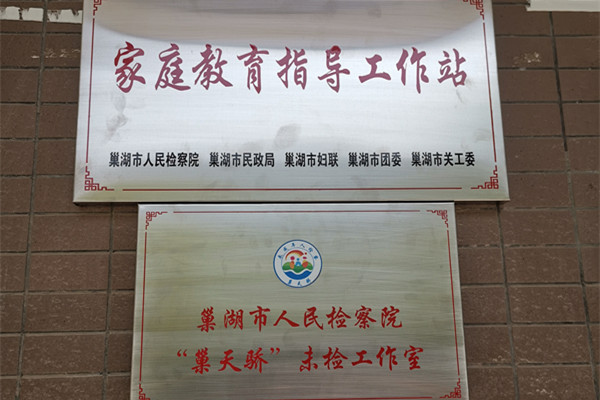 家庭教育指导工作站
巢湖市人民检察院 巢湖市民政局 巢湖市妇联 巢湖市团委 巢湖市关工委
巢湖市人民检察院
“巢天骄”未检工作室